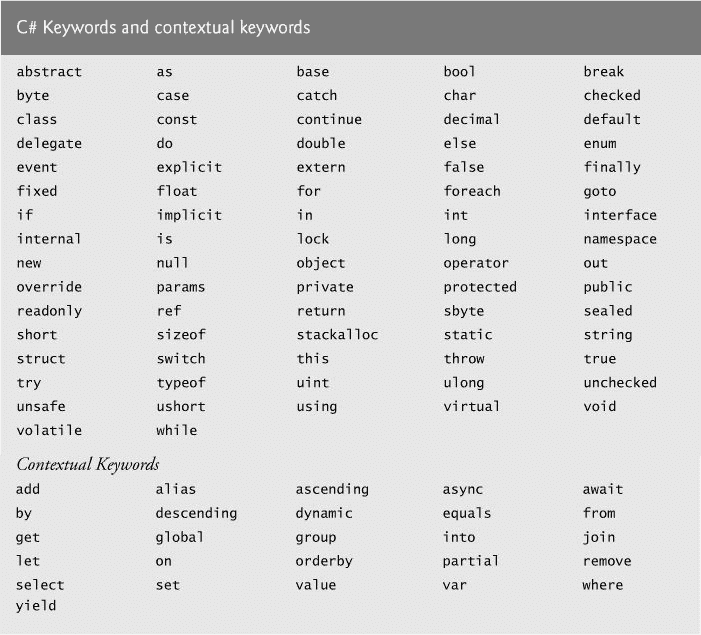 C# Keywords and contextual keywords
abstract as base bool break
byte case catch char checked
class const continue decimal default
delegate do double else enum
event explicit extern false finally
fixed float for foreach goto
if implicit in int interface
internal is lock long namespace
new null object operator out
override params private protected public
readonly ref return sbyte sealed
short sizeof stackalloc static string
struct switch this throw true
try typeof uint ulong unchecked
unsafe ushort using virtual void
volatile while
Contextual Keywords
add alias ascending async await
by descending dynamic equals from
get global group into join
let on orderby partial remove
select set value var where
yield